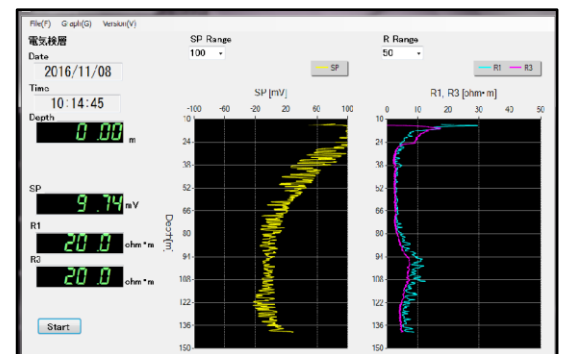 File(F) Graph(G) Version(V)
電気検層
Date
2016/11/08
Time
10:14:45
Depth
0.00 m
SP
9.74 mV
R1
20.0 ohm*m
R3
20.0 ohm*m
Start
SP Range
100
SP
SP [mV]
-100 -60 -20 20 60 100
Depth[m]
10
24
38
52
66
80
94
108
122
136
150
R Range
50
R1 R3
R1, R3 [ohm*m]
0 10 20 30 40 50
10
24
38
52
66
80
94
108
122
136
150